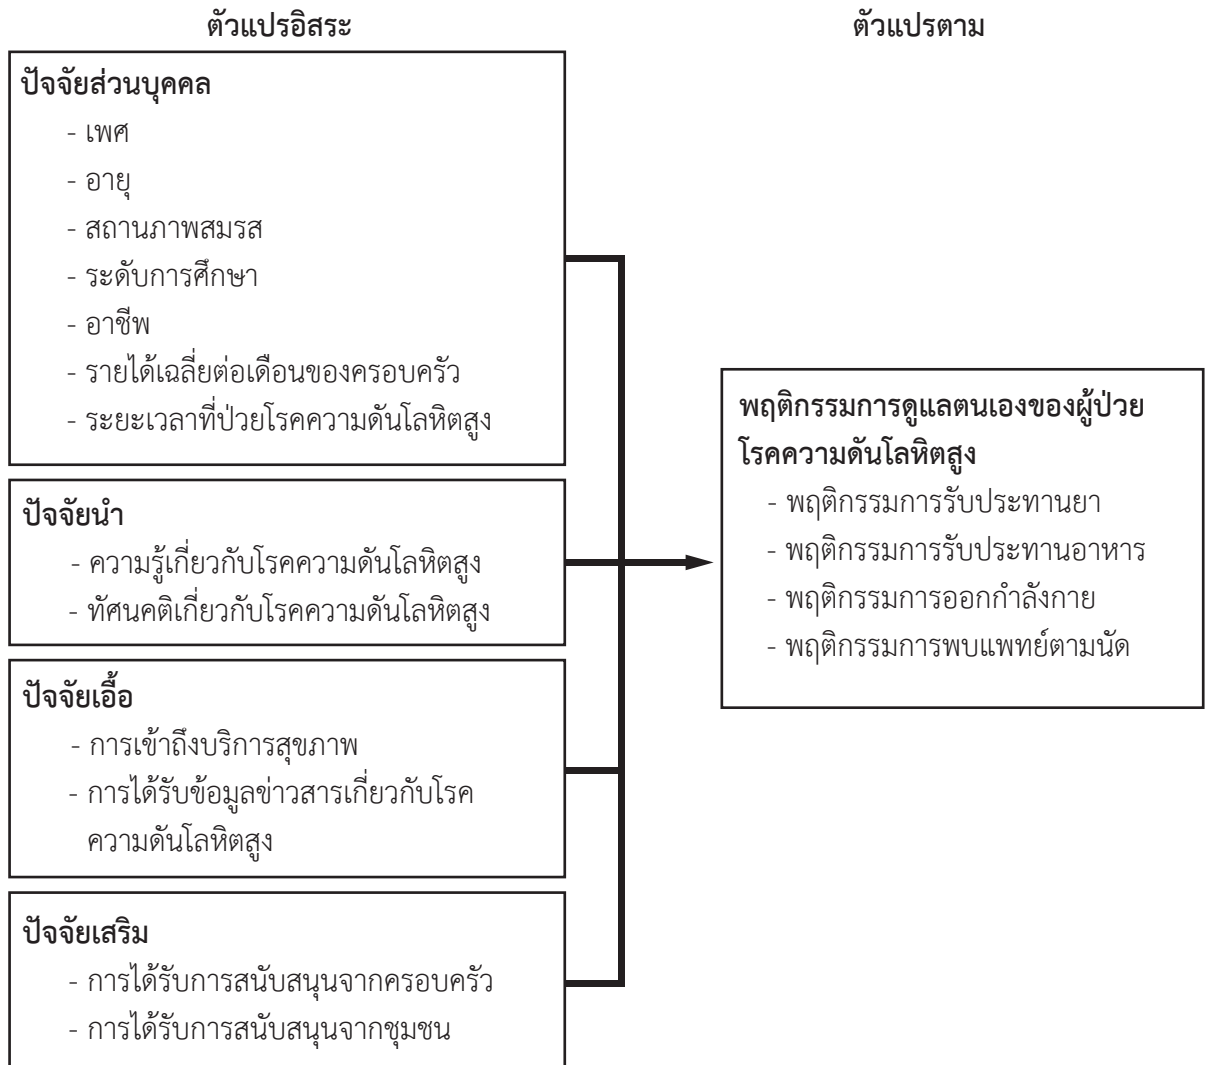 ตัวแปรอิสระ
ตัวแปรตาม
ปัจจัยส่วนบุคคล
- เพศ
- อายุ
- สถานภาพสมรส
- ระดับการศึกษา
- อาชีพ
- รายได้เฉลี่ยต่อเดือนของครอบครัว
- ระยะเวลาที่ป่วยโรคความดันโลหิตสูง
ปัจจัยนำ
- ความรู้เกี่ยวกับโรคความดันโลหิตสูง
- ทัศนคติเกี่ยวกับโรคความดันโลหิตสูง
ปัจจัยเอื้อ
- การเข้าถึงบริการสุขภาพ
- การได้รับข้อมูลข่าวสารเกี่ยวกับโรค
ความดันโลหิตสูง
ปัจจัยเสริม
- การได้รับการสนับสนุนจากครอบครัว
- การได้รับการสนับสนุนจากชุมชน
พฤติกรรมการดูแลตนเองของผู้ป่วย
โรคความดันโลหิตสูง
- พฤติกรรมการรับประทานยา
- พฤติกรรมการรับประทานอาหาร
- พฤติกรรมการออกกำลังกาย
- พฤติกรรมการพบแพทย์ตามนัด